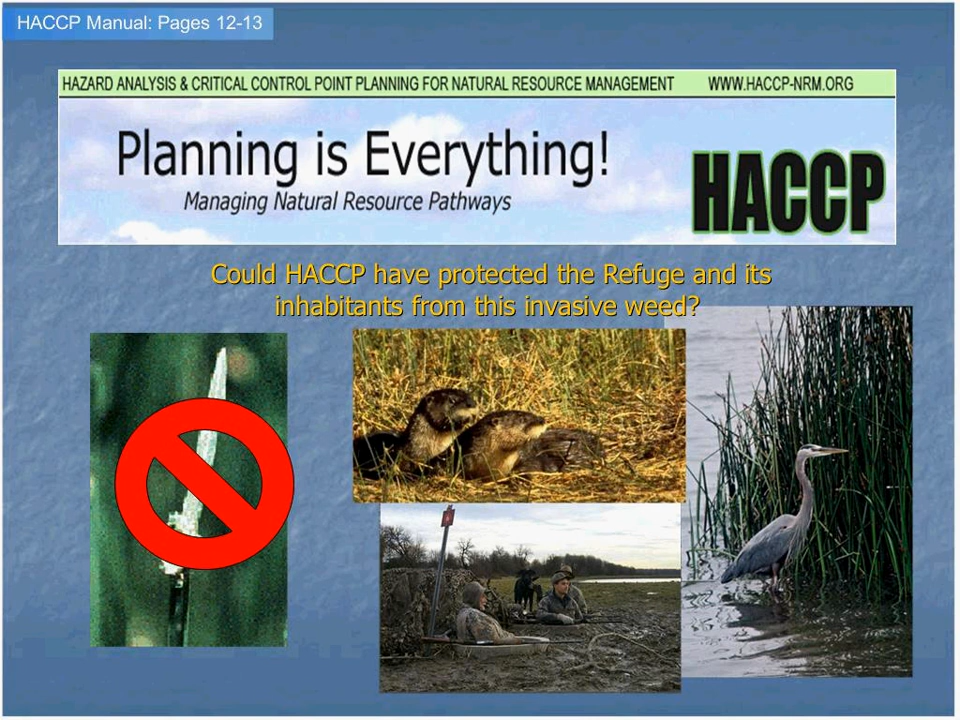 HACCP Manual: Pages 12-13
HAZARD ANALYSIS & CRITICAL CONTROL POINT PLANNING FOR NATURAL RESOURCE MANAGEMENT WWW.HACCP-NRM.ORG
Planning is Everything!
Managing Natural Resource Pathways
HACCP
Could HACCP have protected the Refuge and its
inhabitants from this invasive weed?